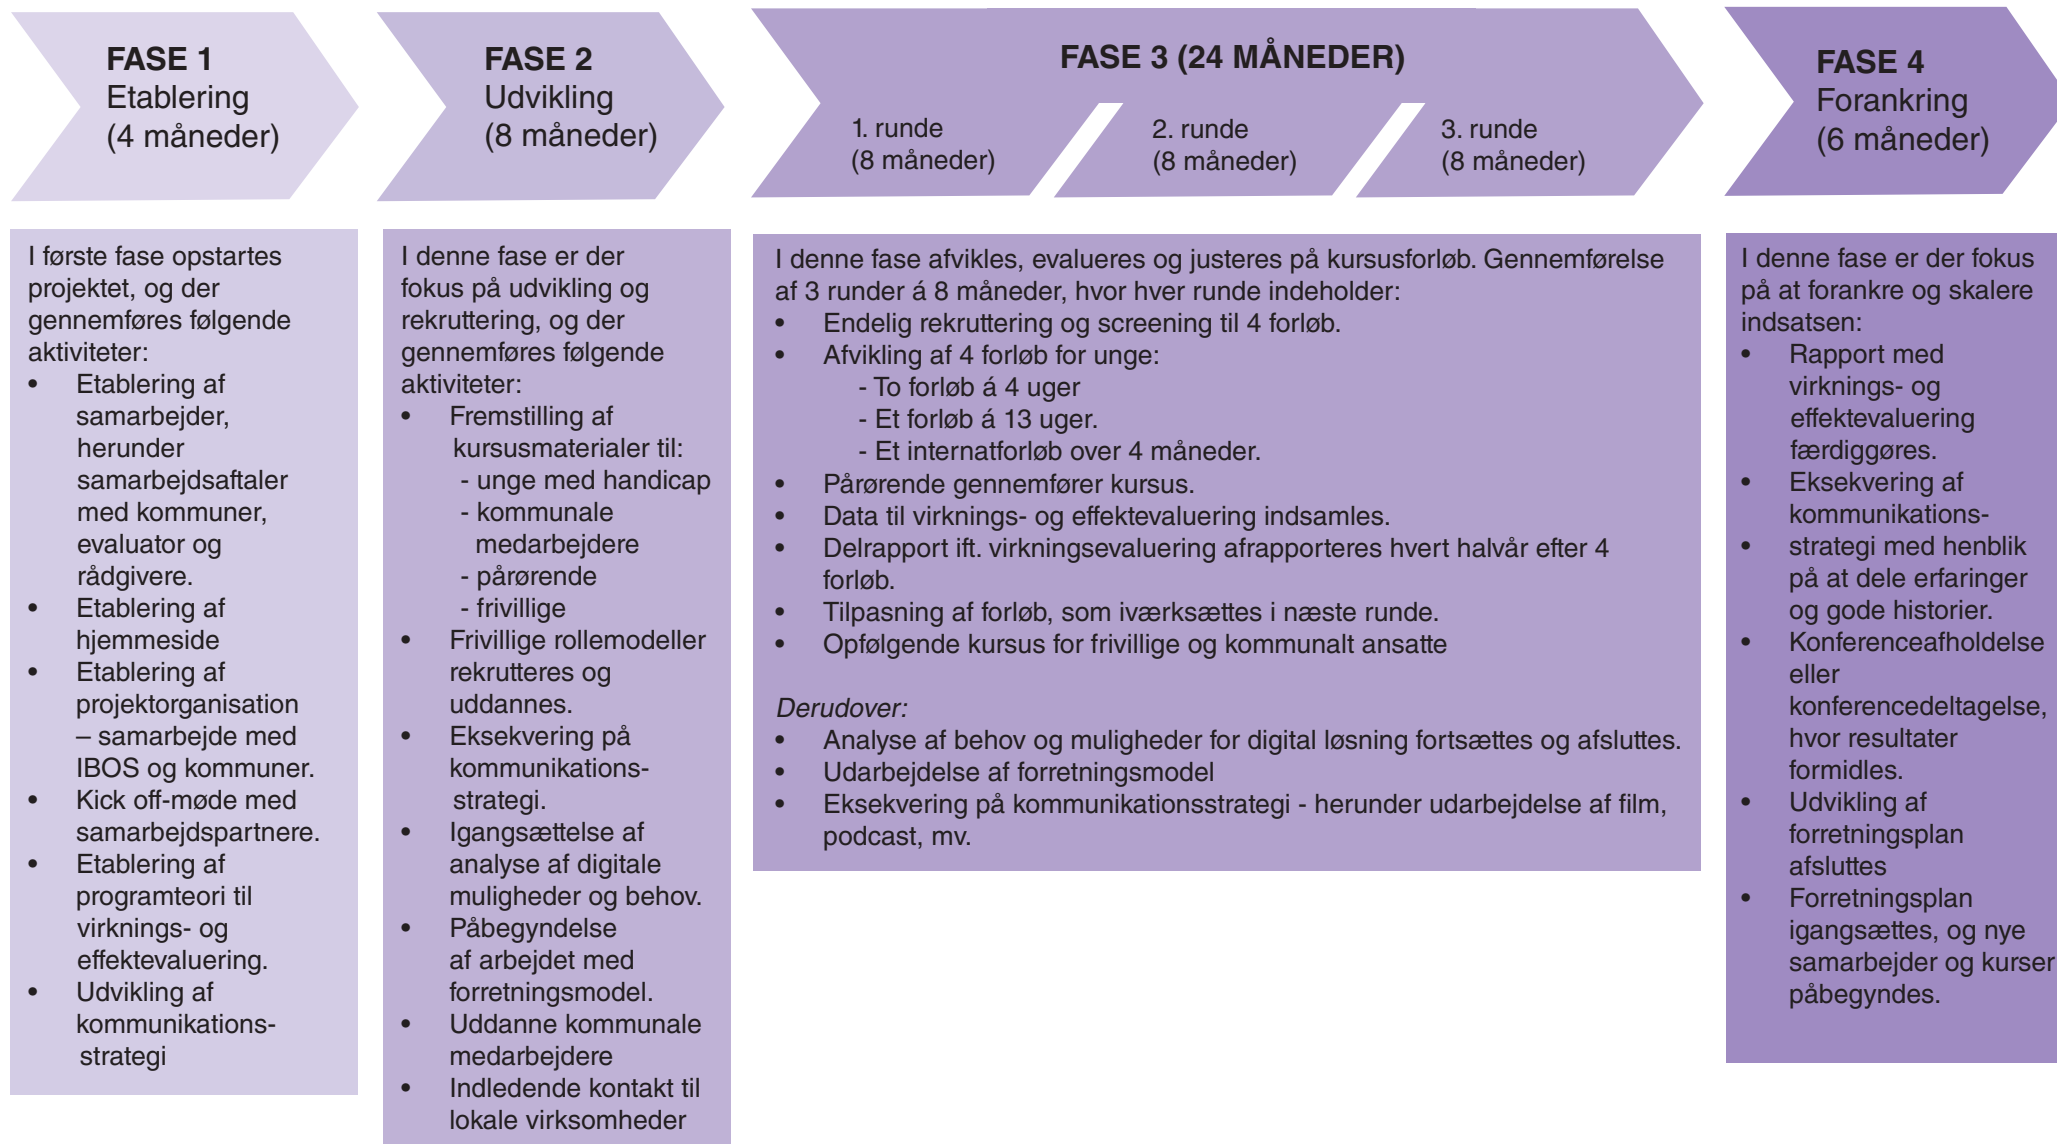 FASE 1
Etablering
(4 måneder)
FASE 2
Udvikling
(8 måneder)
FASE 3 (24 MÅNEDER)
1. runde
(8 måneder)
2. runde
(8 måneder)
3. runde
(8 måneder)
FASE 4
Forankring
(6 måneder)
I første fase opstartes
projektet, og der
gennemføres følgende
aktiviteter:
• Etablering af
samarbejder,
herunder
samarbejdsaftaler
med kommuner,
evaluator og
rådgivere.
• Etablering af
hjemmeside
• Etablering af
projektorganisation
– samarbejde med
IBOS og kommuner.
• Kick off-møde med
samarbejdspartnere.
• Etablering af
programteori til
virknings- og
effektevaluering.
• Udvikling af
kommunikations-
strategi
I denne fase er der
fokus på udvikling og
rekruttering, og der
gennemføres følgende
aktiviteter:
• Fremstilling af
kursusmaterialer til:
- unge med handicap
- kommunale
medarbejdere
- pårørende
- frivillige
• Frivillige rollemodeller
rekrutteres og
uddannes.
• Eksekvering på
kommunikations-
strategi.
• Igangsættelse af
analyse af digitale
muligheder og behov.
• Påbegyndelse
af arbejdet med
forretningsmodel.
• Uddanne kommunale
medarbejdere
• Indledende kontakt til
lokale virksomheder
I denne fase afvikles, evalueres og justeres på kursusforløb. Gennemførelse
af 3 runder á 8 måneder, hvor hver runde indeholder:
• Endelig rekruttering og screening til 4 forløb.
• Afvikling af 4 forløb for unge:
- To forløb á 4 uger
- Et forløb á 13 uger.
- Et internatforløb over 4 måneder.
• Pårørende gennemfører kursus.
• Data til virknings- og effektevaluering indsamles.
• Delrapport ift. virkningsevaluering afrapporteres hvert halvår efter 4
forløb.
• Tilpasning af forløb, som iværksættes i næste runde.
• Opfølgende kursus for frivillige og kommunalt ansatte
Derudover:
• Analyse af behov og muligheder for digital løsning fortsættes og afsluttes.
• Udarbejdelse af forretningsmodel
• Eksekvering på kommunikationsstrategi - herunder udarbejdelse af film,
podcast, mv.
I denne fase er der fokus
på at forankre og skalere
indsatsen:
• Rapport med
virknings- og
effektevaluering
færdiggøres.
• Eksekvering af
kommunikations-
• strategi med henblik
på at dele erfaringer
og gode historier.
• Konferenceafholdelse
eller
konferencedeltagelse,
hvor resultater
formidles.
• Udvikling af
forretningsplan
afsluttes
• Forretningsplan
igangsættes, og nye
samarbejder og kurser
påbegyndes.